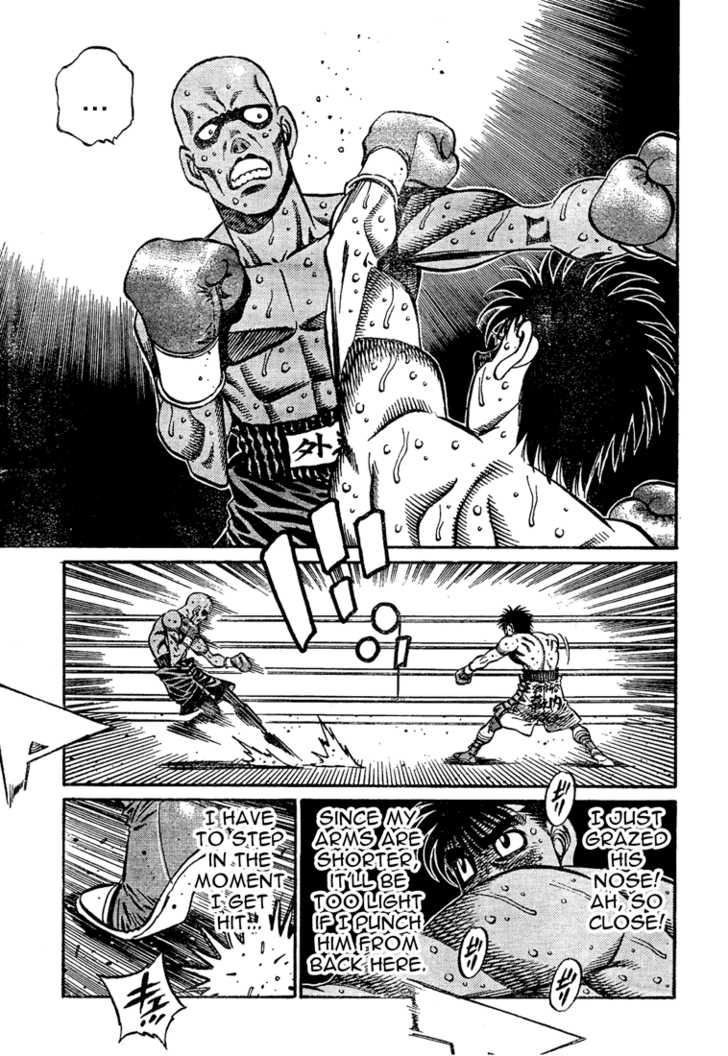 ...
外
I JUST
GRAZED
HIS
NOSE!
AH, SO
CLOSE!
SINCE MY
ARMS ARE
SHORTER,
IT'LL BE
TOO LIGHT
IF I PUNCH
HIM FROM
BACK HERE.
I HAVE
TO STEP
IN THE
MOMENT
I GET
HIT...